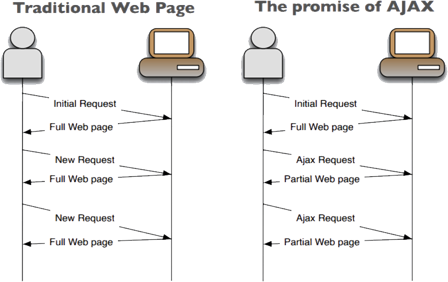 Traditional Web Page
Initial Request
Full Web page
New Request
Full Web page
New Request
Full Web page
The promise of AJAX
Initial Request
Full Web page
Ajax Request
Partial Web page
Ajax Request
Partial Web page